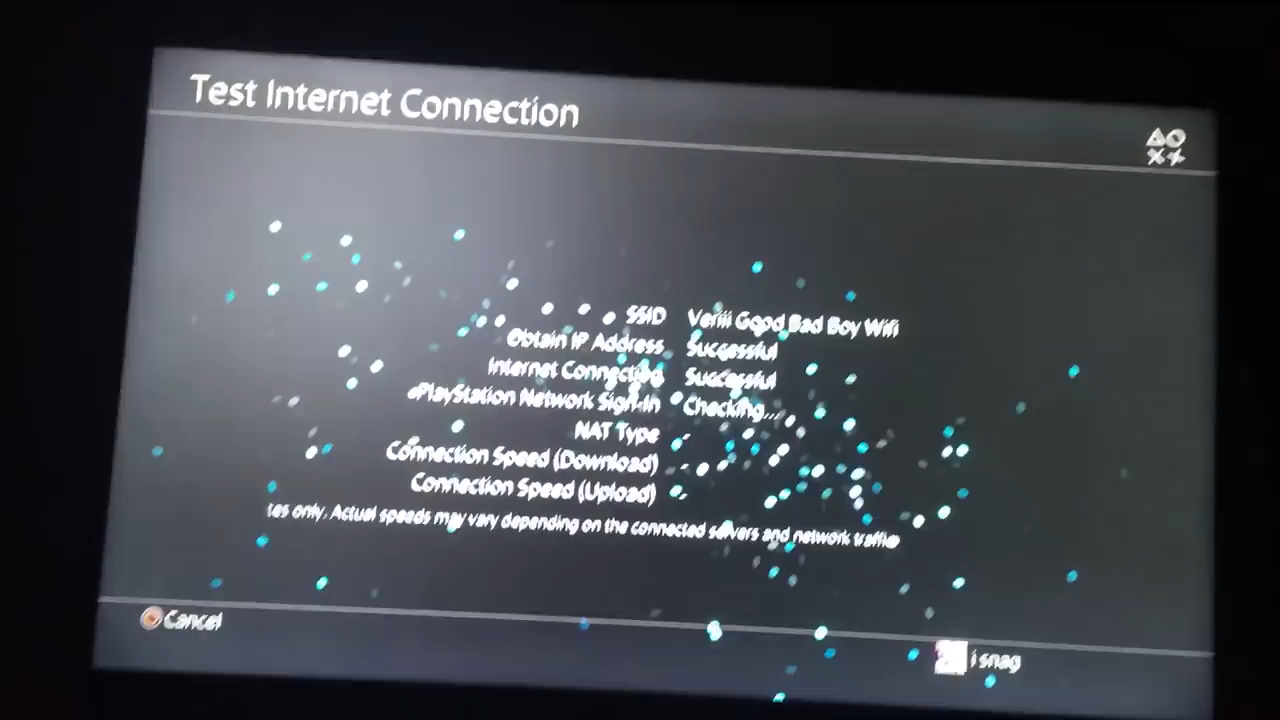 Test Internet Connection
SSID Veriii Good Bad Boy Wifi
Obtain IP Address Successful
Internet Connection Successful
PlayStation Network Sign-In Checking...
NAT Type -
Connection Speed (Download) --
Connection Speed (Upload) --
tes only. Actual speeds may vary depending on the connected servers and network traffic
Cancel
i snag